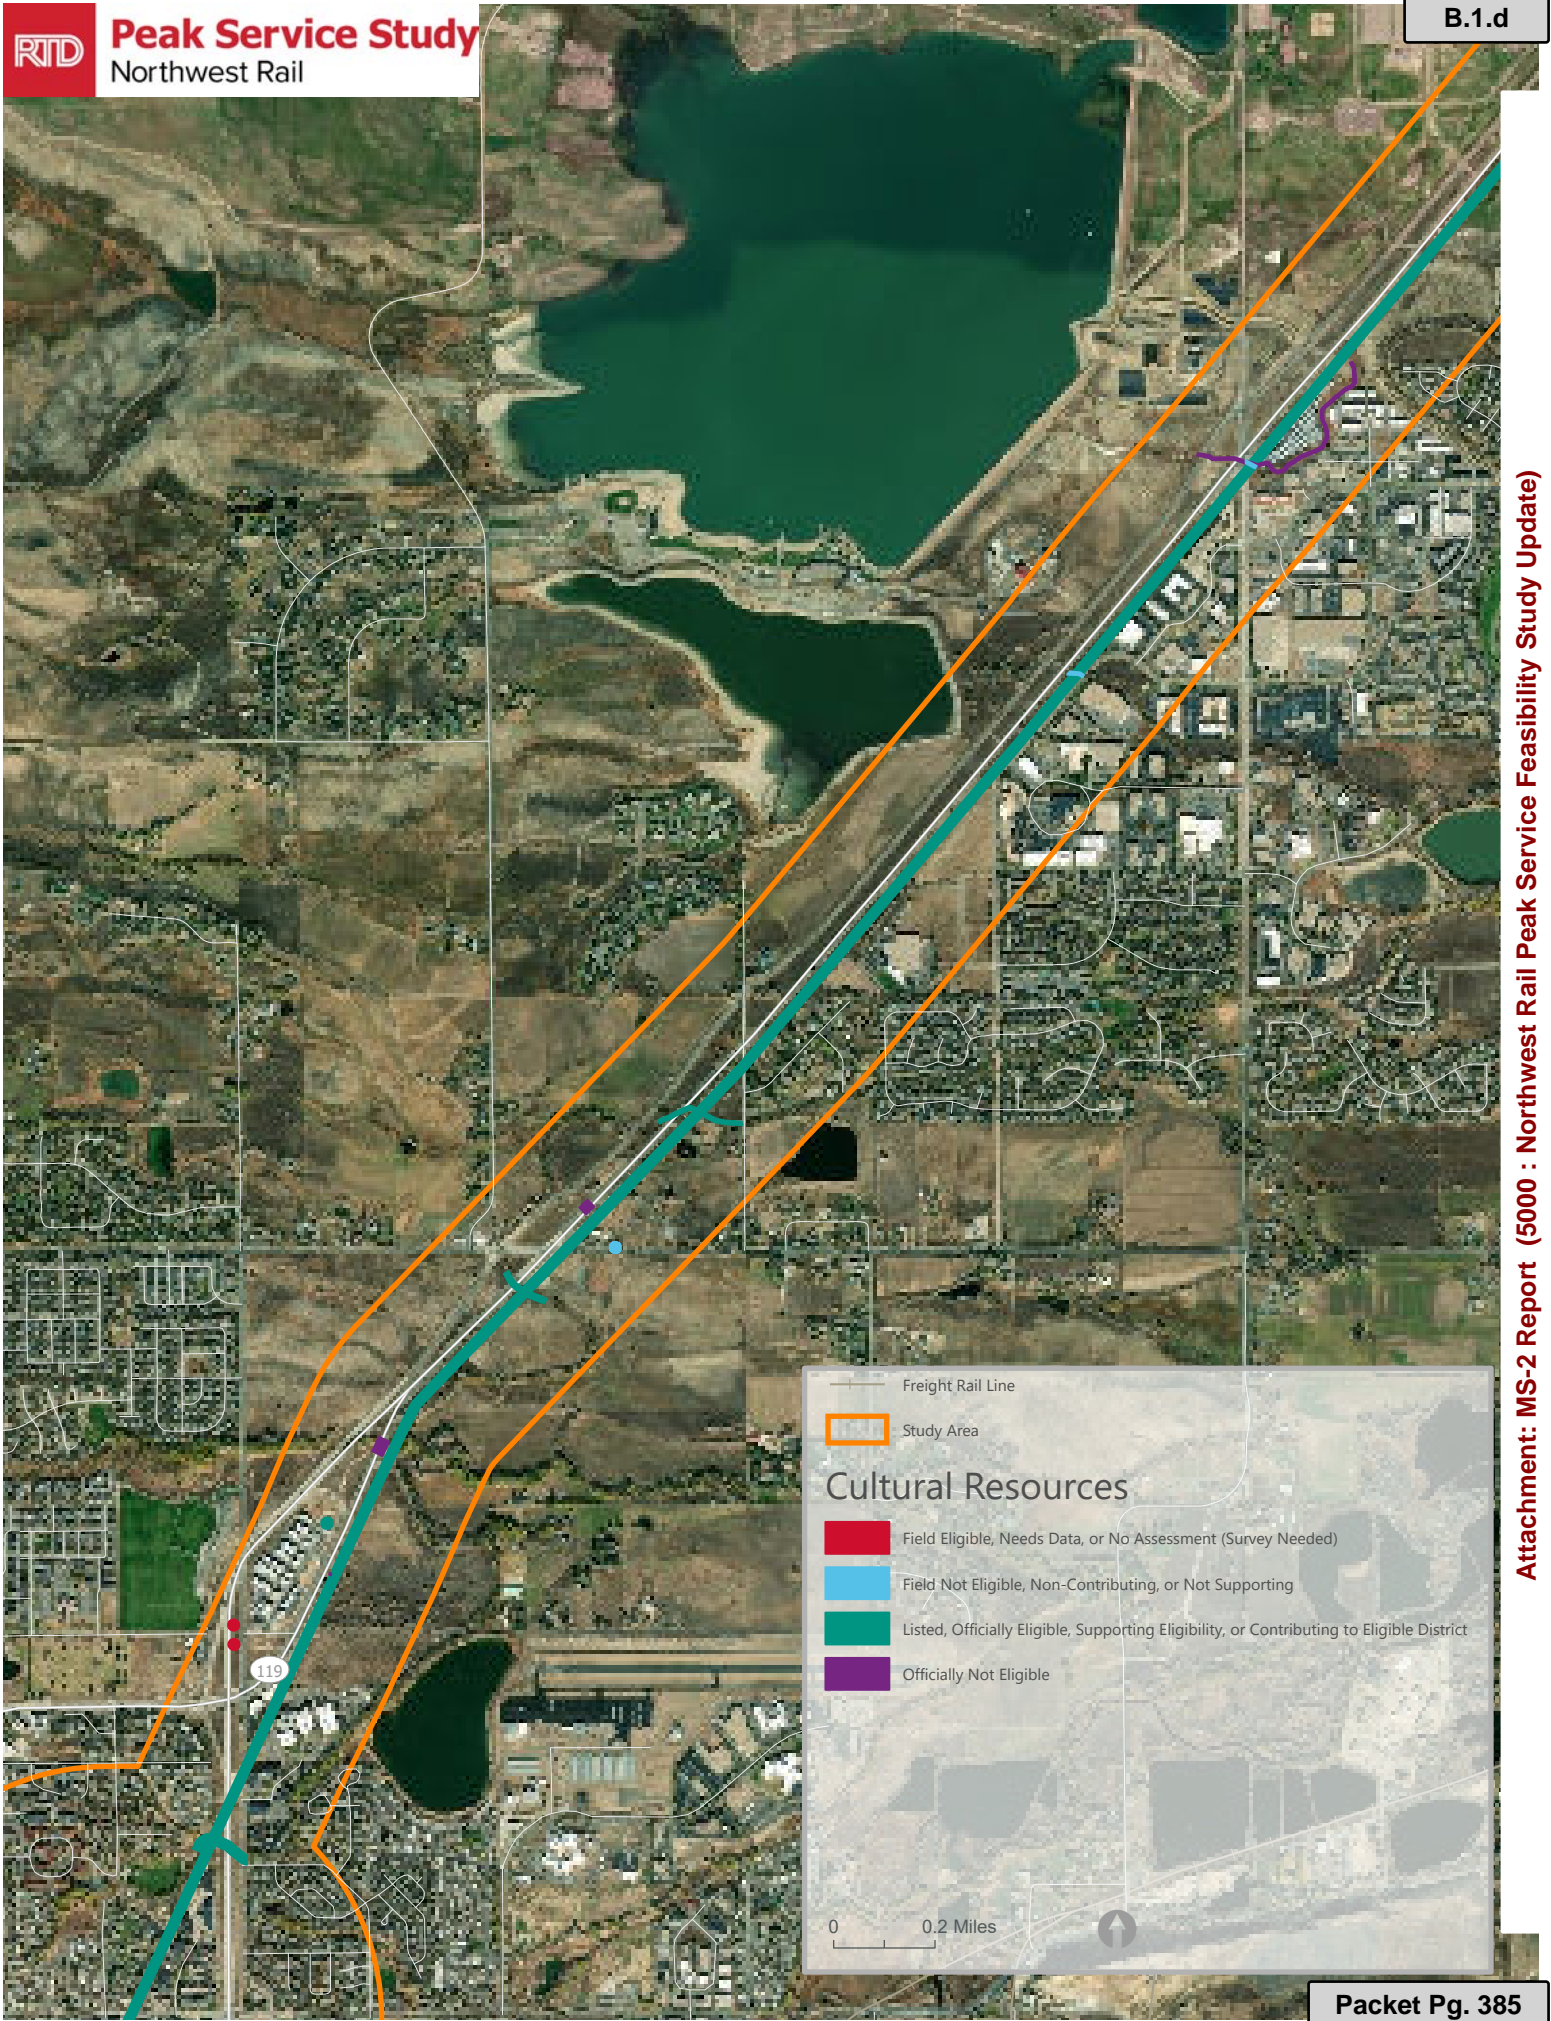 RTD
Peak Service Study
Northwest Rail
B.1.d
119
Freight Rail Line
Study Area
Cultural Resources
Field Eligible, Needs Data, or No Assessment (Survey Needed)
Field Not Eligible, Non-Contributing, or Not Supporting
Listed, Officially Eligible, Supporting Eligibility, or Contributing to Eligible District
Officially Not Eligible
0 0.2 Miles
Attachment: MS-2 Report (5000 : Northwest Rail Peak Service Feasibility Study Update)
Packet Pg. 385